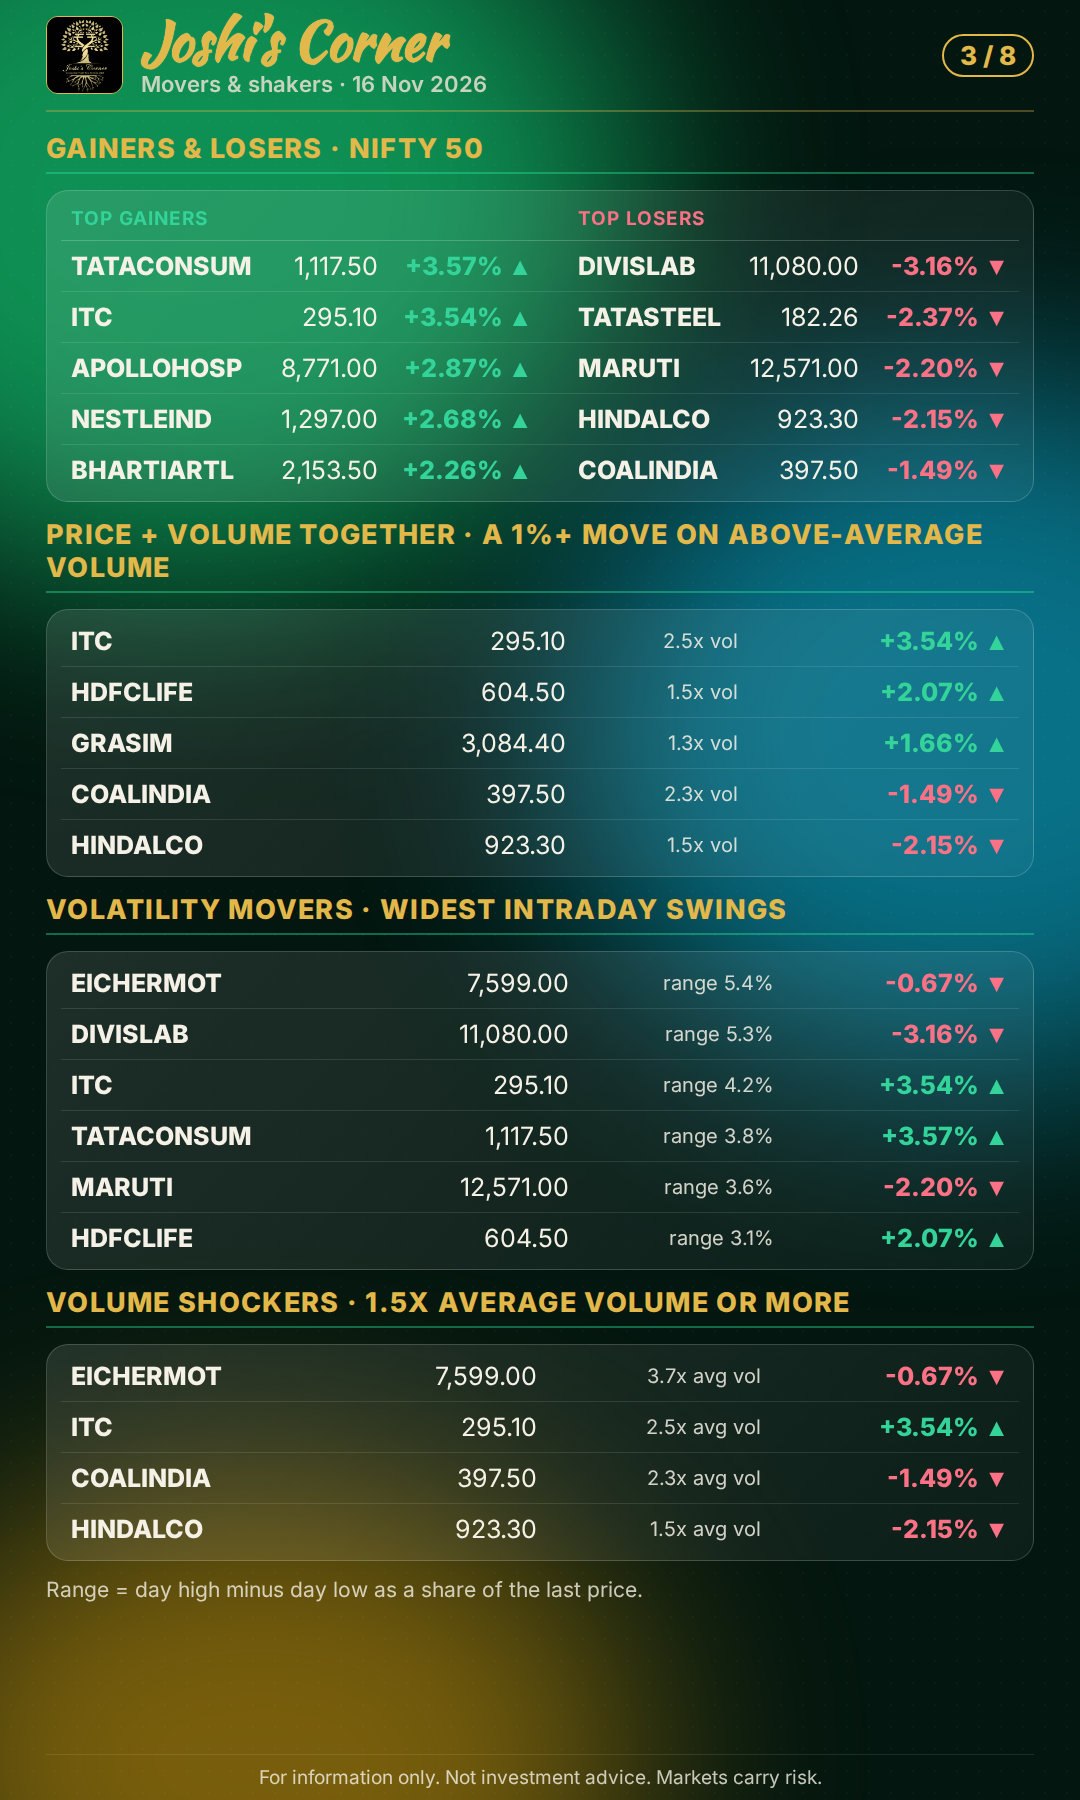 Joshi's Corner
Movers & shakers · 16 Nov 2026
3 / 8
GAINERS & LOSERS · NIFTY 50
TOP GAINERS TOP LOSERS
TATACONSUM 1,117.50 +3.57% ▲ DIVISLAB 11,080.00 -3.16% ▼
ITC 295.10 +3.54% ▲ TATASTEEL 182.26 -2.37% ▼
APOLLOHOSP 8,771.00 +2.87% ▲ MARUTI 12,571.00 -2.20% ▼
NESTLEIND 1,297.00 +2.68% ▲ HINDALCO 923.30 -2.15% ▼
BHARTIARTL 2,153.50 +2.26% ▲ COALINDIA 397.50 -1.49% ▼
PRICE + VOLUME TOGETHER · A 1%+ MOVE ON ABOVE-AVERAGE
VOLUME
ITC 295.10 2.5x vol +3.54% ▲
HDFCLIFE 604.50 1.5x vol +2.07% ▲
GRASIM 3,084.40 1.3x vol +1.66% ▲
COALINDIA 397.50 2.3x vol -1.49% ▼
HINDALCO 923.30 1.5x vol -2.15% ▼
VOLATILITY MOVERS · WIDEST INTRADAY SWINGS
EICHERMOT 7,599.00 range 5.4% -0.67% ▼
DIVISLAB 11,080.00 range 5.3% -3.16% ▼
ITC 295.10 range 4.2% +3.54% ▲
TATACONSUM 1,117.50 range 3.8% +3.57% ▲
MARUTI 12,571.00 range 3.6% -2.20% ▼
HDFCLIFE 604.50 range 3.1% +2.07% ▲
VOLUME SHOCKERS · 1.5X AVERAGE VOLUME OR MORE
EICHERMOT 7,599.00 3.7x avg vol -0.67% ▼
ITC 295.10 2.5x avg vol +3.54% ▲
COALINDIA 397.50 2.3x avg vol -1.49% ▼
HINDALCO 923.30 1.5x avg vol -2.15% ▼
Range = day high minus day low as a share of the last price.
For information only. Not investment advice. Markets carry risk.